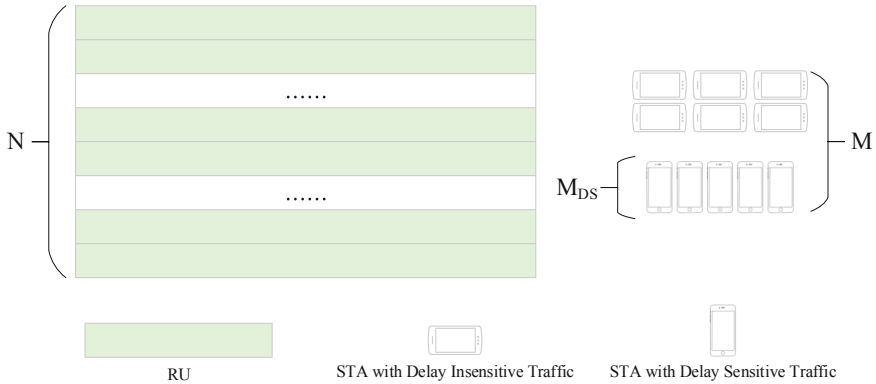 N
......
......
M
M_DS
RU
STA with Delay Insensitive Traffic
STA with Delay Sensitive Traffic